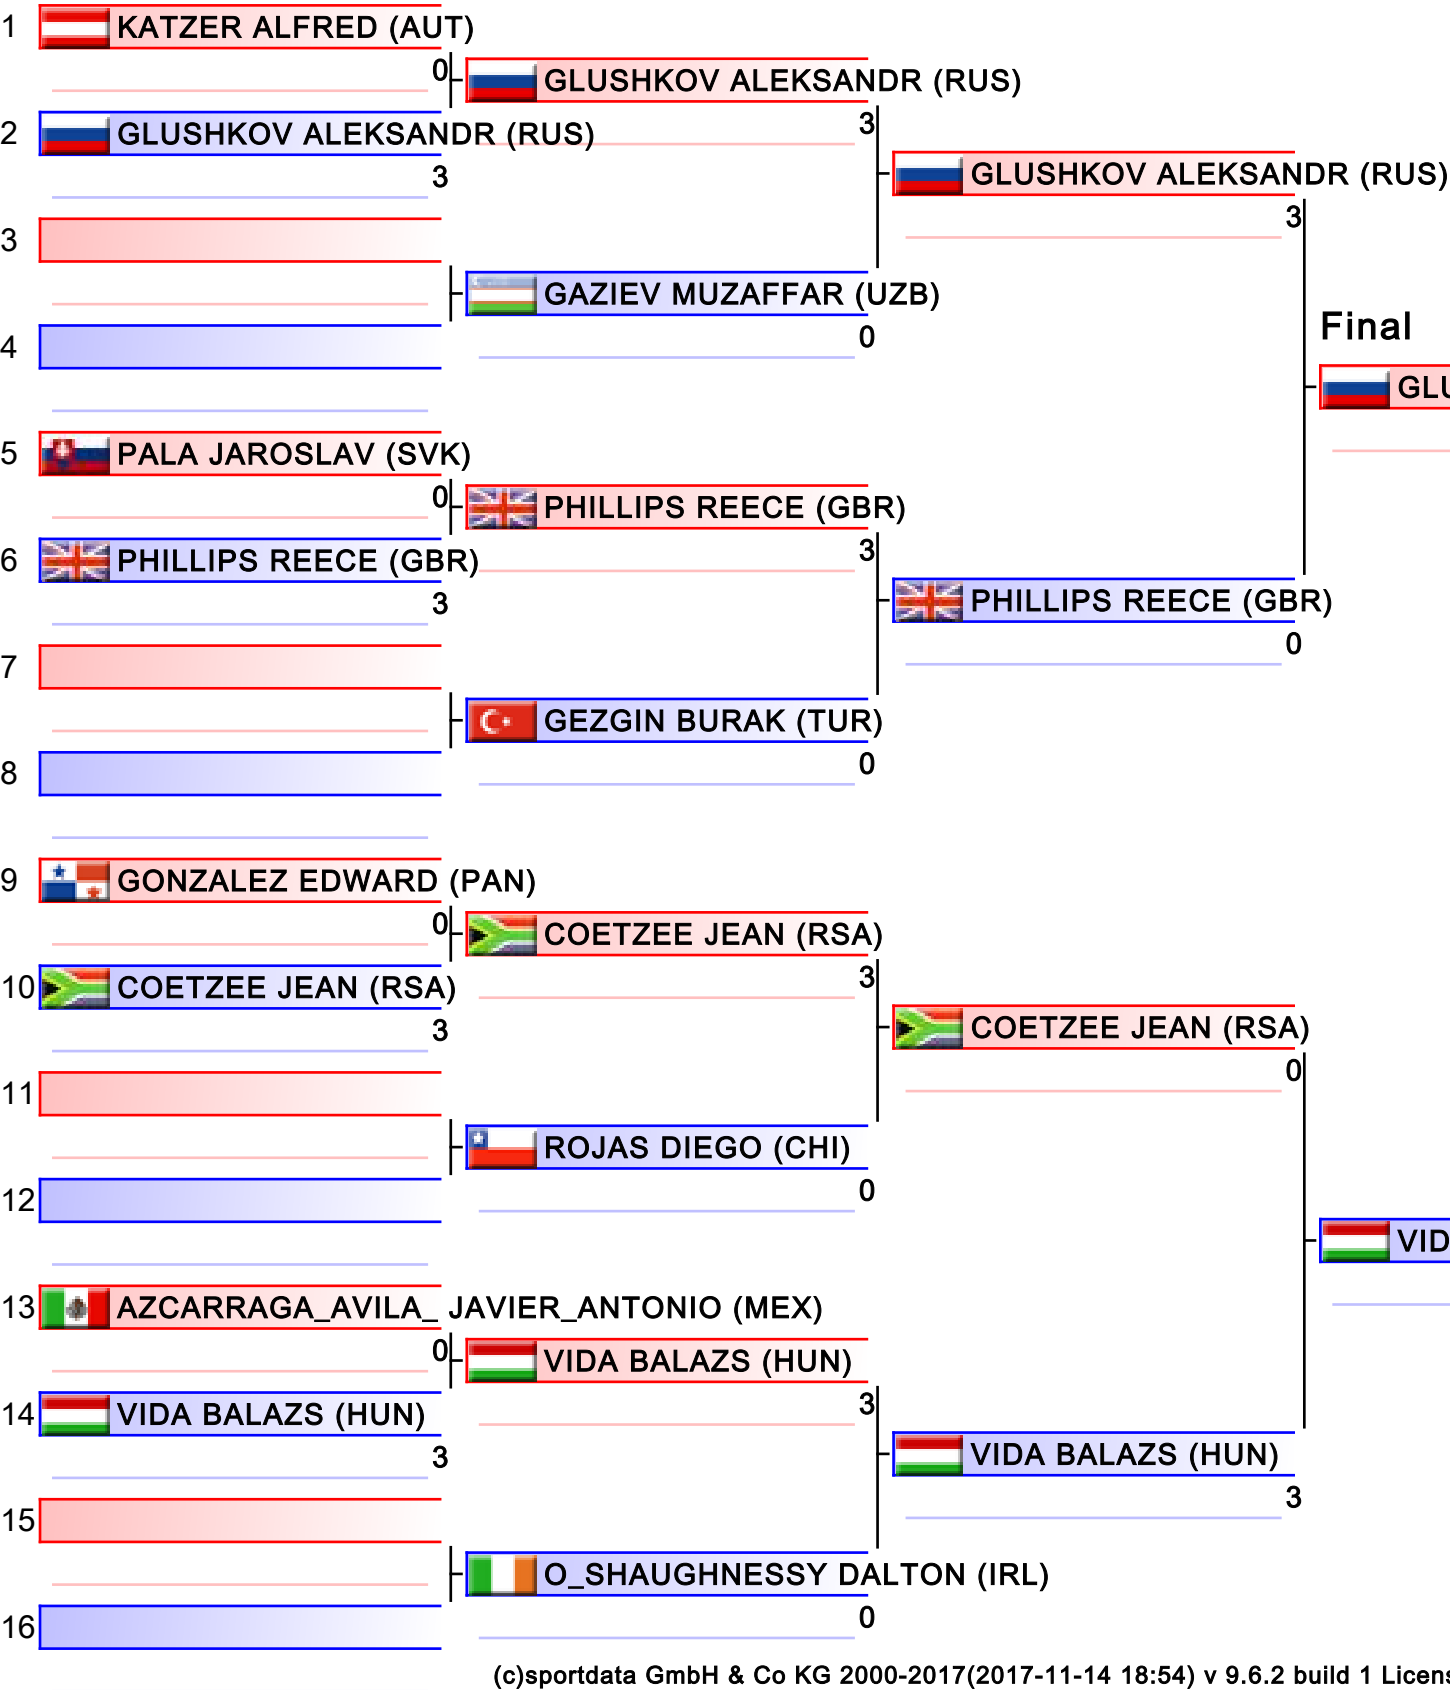 1 KATZER ALFRED (AUT)
0 GLUSHKOV ALEKSANDR (RUS)
3
2 GLUSHKOV ALEKSANDR (RUS)
3
GLUSHKOV ALEKSANDR (RUS)
3
3
GAZIEV MUZAFFAR (UZB)
0
4
Final
GLU
5 PALA JAROSLAV (SVK)
0 PHILLIPS REECE (GBR)
3
6 PHILLIPS REECE (GBR)
3
PHILLIPS REECE (GBR)
0
7
GEZGIN BURAK (TUR)
0
8
9 GONZALEZ EDWARD (PAN)
0 COETZEE JEAN (RSA)
3
10 COETZEE JEAN (RSA)
3
COETZEE JEAN (RSA)
0
11
ROJAS DIEGO (CHI)
0
12
VID
13 AZCARRAGA_AVILA_ JAVIER_ANTONIO (MEX)
0 VIDA BALAZS (HUN)
3
14 VIDA BALAZS (HUN)
3
VIDA BALAZS (HUN)
3
15
O_SHAUGHNESSY DALTON (IRL)
0
16
(c)sportdata GmbH & Co KG 2000-2017(2017-11-14 18:54) v 9.6.2 build 1 Licens